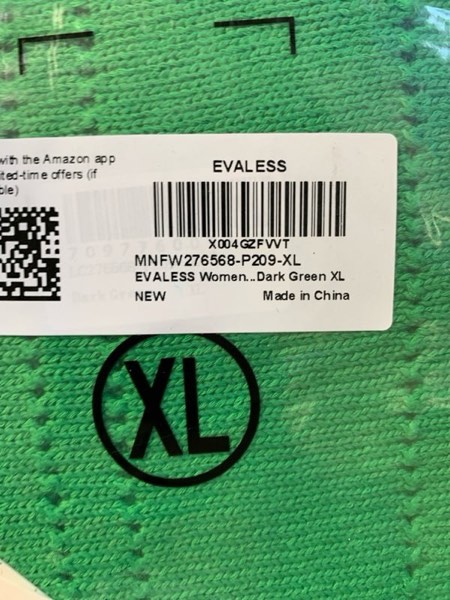 with the Amazon app
ited-time offers (if
ble)
EVALESS
X004GZFVVT
MNFW276568-P209-XL
EVALESS Women...Dark Green XL
NEW Made in China
XL